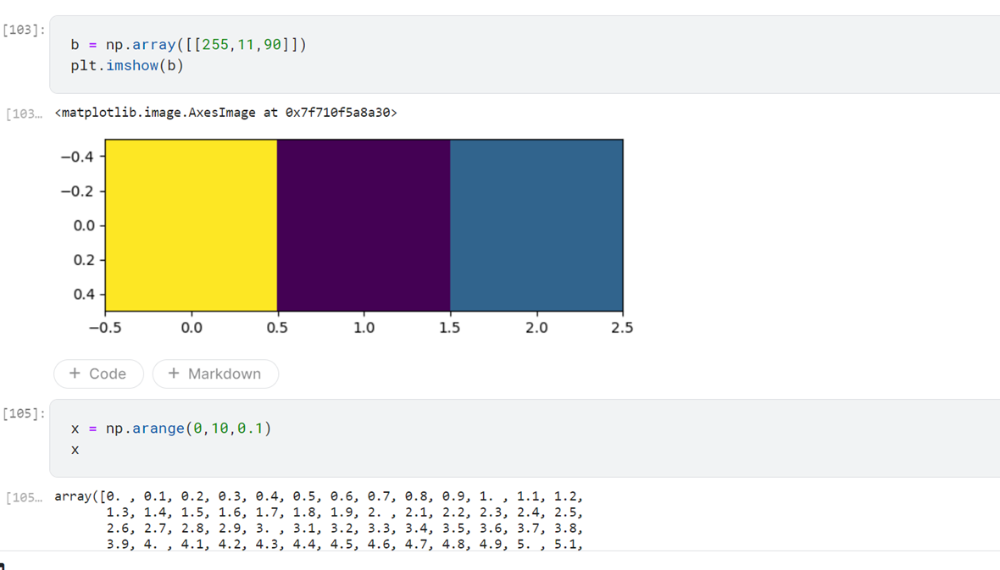 [103]:
b = np.array([[255,11,90]])
plt.imshow(b)
[103... <matplotlib.image.AxesImage at 0x7f710f5a8a30>
−0.4
−0.2
0.0
0.2
0.4
−0.5 0.0 0.5 1.0 1.5 2.0 2.5
+ Code + Markdown
[105]:
x = np.arange(0,10,0.1)
x
[105... array([0. , 0.1, 0.2, 0.3, 0.4, 0.5, 0.6, 0.7, 0.8, 0.9, 1. , 1.1, 1.2,
1.3, 1.4, 1.5, 1.6, 1.7, 1.8, 1.9, 2. , 2.1, 2.2, 2.3, 2.4, 2.5,
2.6, 2.7, 2.8, 2.9, 3. , 3.1, 3.2, 3.3, 3.4, 3.5, 3.6, 3.7, 3.8,
3.9, 4. , 4.1, 4.2, 4.3, 4.4, 4.5, 4.6, 4.7, 4.8, 4.9, 5. , 5.1,